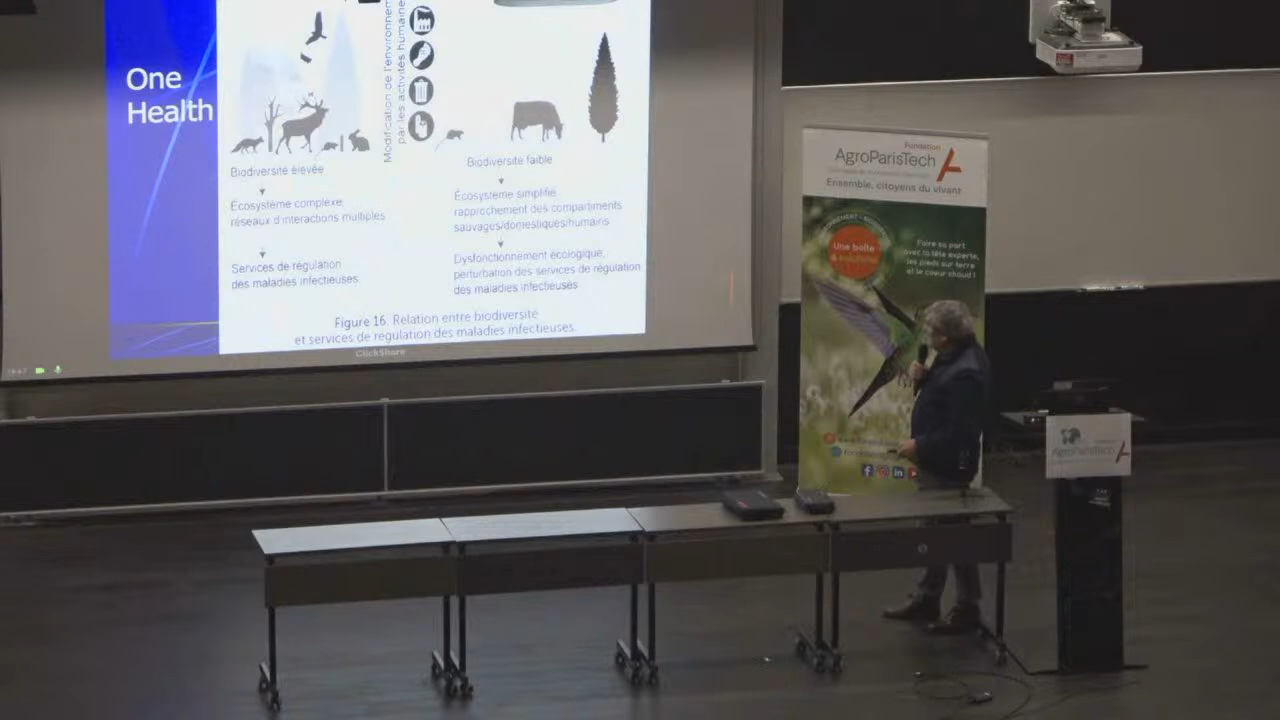 One
Health
Modification de l'environnem
par les activités humaine
Biodiversité élevée
Écosystème complexe,
réseaux d'interactions multiples
Services de régulation
des maladies infectieuses
Biodiversité faible
Écosystème simplifié,
rapprochement des compartiments
sauvages/domestiques/humains
Dysfonctionnement écologique,
perturbation des services de régulation
des maladies infectieuses
Figure 16. Relation entre biodiversité
et services de régulation des maladies infectieuses.
ClickShare
Fondation
AgroParisTech
Ensemble, citoyens du vivant
Une boîte
Faire sa part
avec la tête experte,
les pieds sur terre
et le coeur chaud !
AgroParisTech